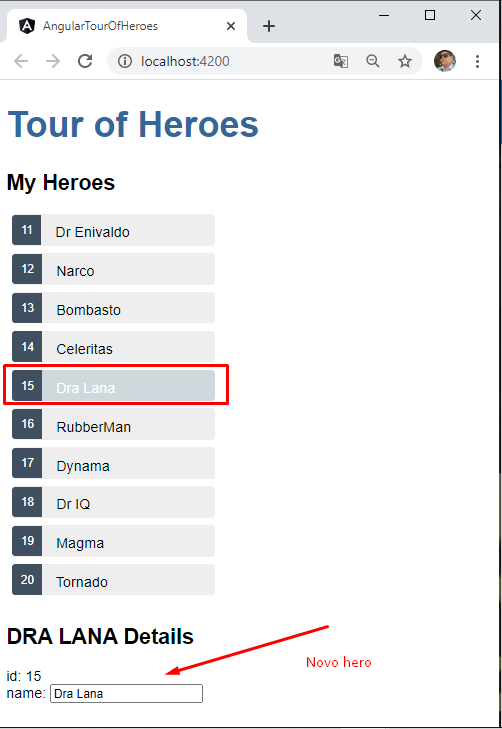 AngularTourOfHeroes
localhost:4200
Tour of Heroes
My Heroes
11 Dr Enivaldo
12 Narco
13 Bombasto
14 Celeritas
15 Dra Lana
16 RubberMan
17 Dynama
18 Dr IQ
19 Magma
20 Tornado
DRA LANA Details
Novo hero
id: 15
name: Dra Lana